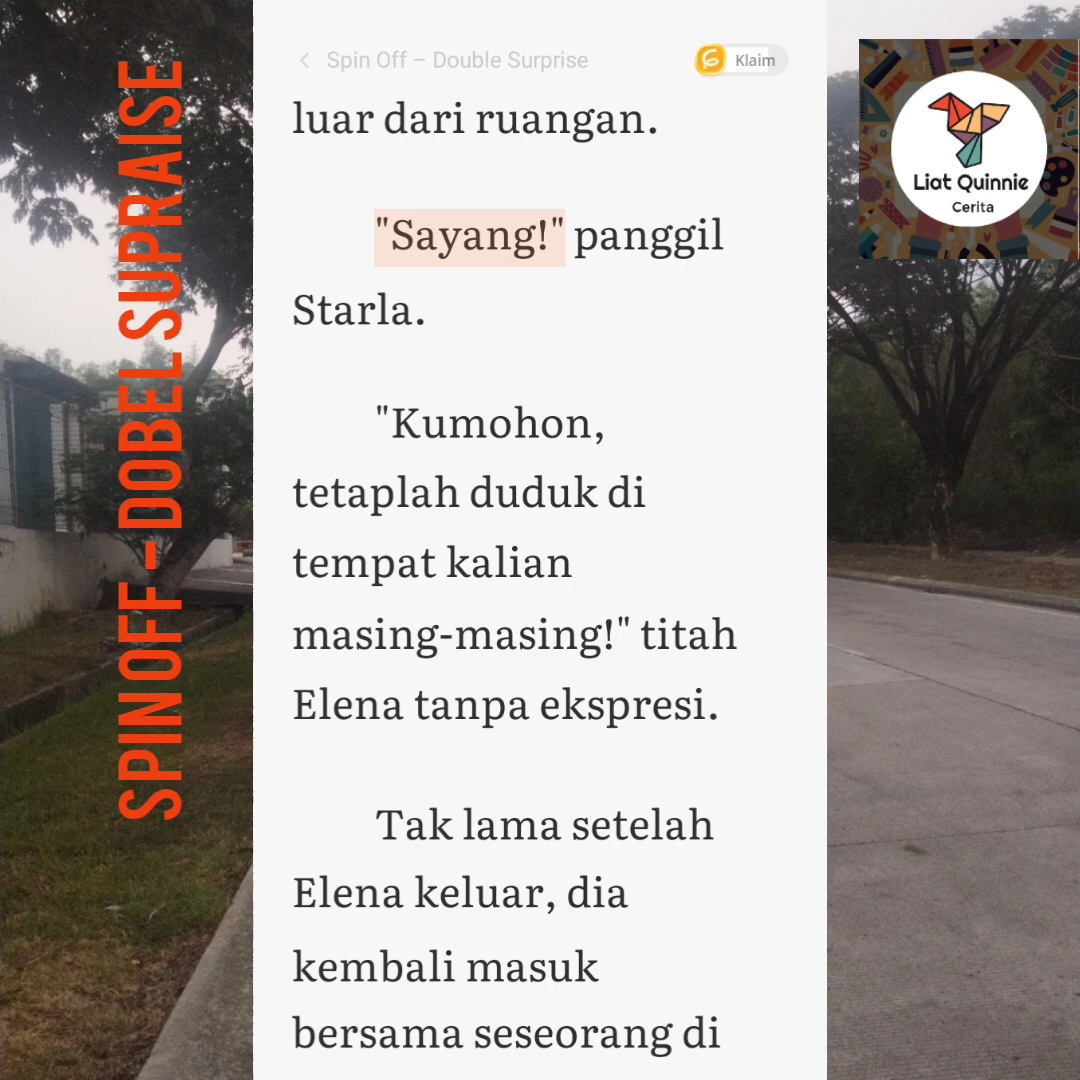 SPIN OFF – DOBEL SUPRAISE
Spin Off – Double Surprise
Klaim
luar dari ruangan.
"Sayang!" panggil
Starla.
"Kumohon,
tetaplah duduk di
tempat kalian
masing-masing!" titah
Elena tanpa ekspresi.
Tak lama setelah
Elena keluar, dia
kembali masuk
bersama seseorang di
Liat Quinnie
Cerita